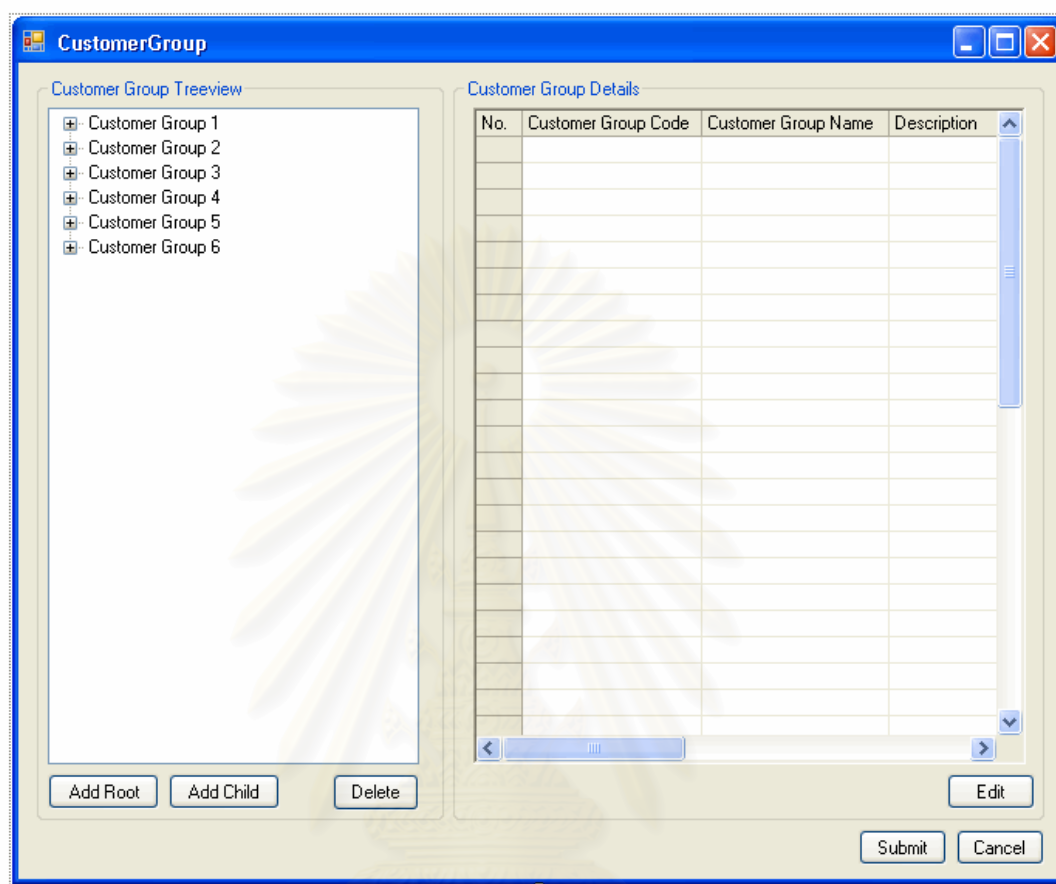 CustomerGroup
Customer Group Treeview
Customer Group 1
Customer Group 2
Customer Group 3
Customer Group 4
Customer Group 5
Customer Group 6
Add Root Add Child Delete
Customer Group Details
No. Customer Group Code Customer Group Name Description
Edit
Submit Cancel